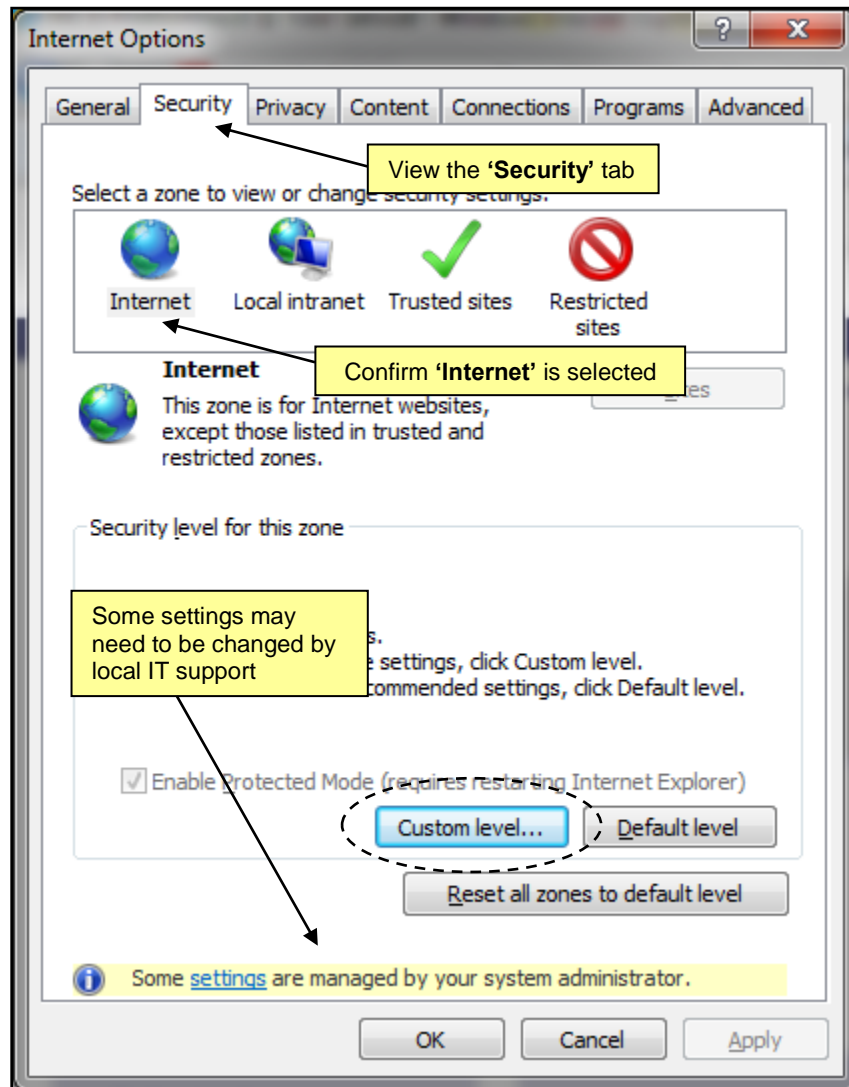 Internet Options
?
X
General Security Privacy Content Connections Programs Advanced
View the ‘Security’ tab
Select a zone to view or change security settings.
Internet Local intranet Trusted sites Restricted
sites
Confirm ‘Internet’ is selected
Internet
This zone is for Internet websites,
except those listed in trusted and
restricted zones.
Security level for this zone
Some settings may
need to be changed by
local IT support
settings, click Custom level.
settings, click Default level.
Enable Protected Mode (requires restarting Internet Explorer)
Custom level... Default level
Reset all zones to default level
Some settings are managed by your system administrator.
OK Cancel Apply